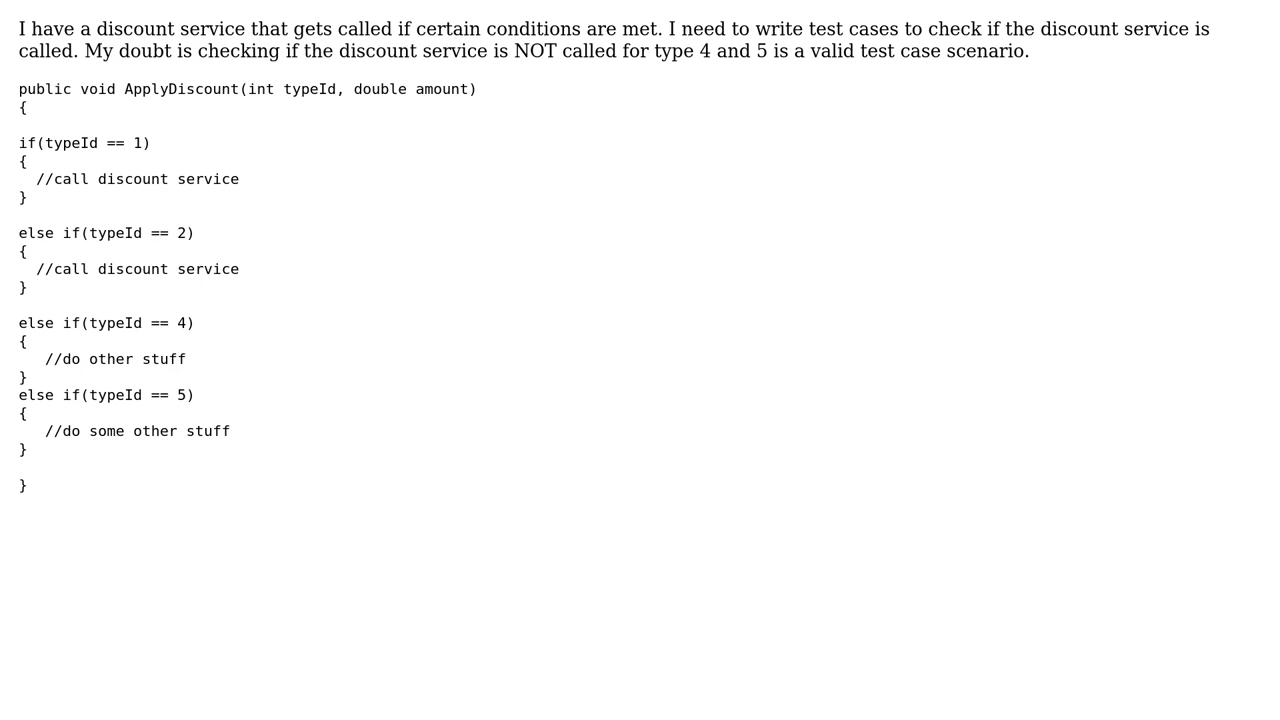 I have a discount service that gets called if certain conditions are met. I need to write test cases to check if the discount service is
called. My doubt is checking if the discount service is NOT called for type 4 and 5 is a valid test case scenario.
public void ApplyDiscount(int typeId, double amount)
{
if(typeId == 1)
{
  //call discount service
}
else if(typeId == 2)
{
  //call discount service
}
else if(typeId == 4)
{
   //do other stuff
}
else if(typeId == 5)
{
   //do some other stuff
}
}